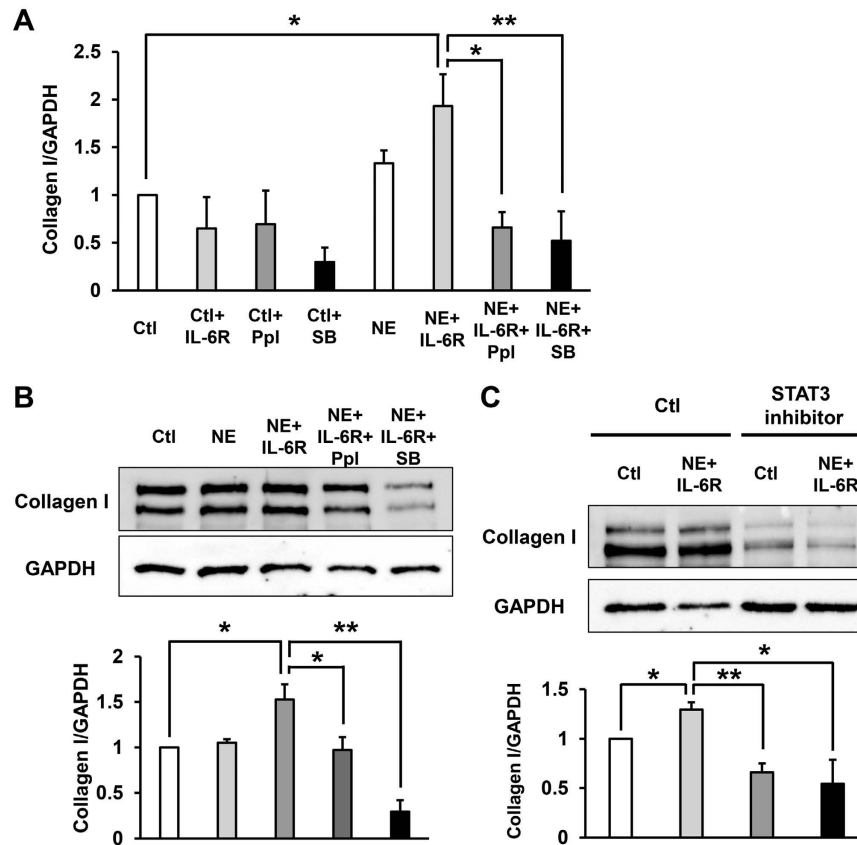 A
*
**
*
Collagen I/GAPDH
2.5
2
1.5
1
0.5
0
Ctl
Ctl+
IL-6R
Ctl+
Ppl
Ctl+
SB
NE
NE+
IL-6R
NE+
IL-6R+
Ppl
NE+
IL-6R+
SB
B
Ctl
NE
NE+
IL-6R
NE+
IL-6R+
Ppl
NE+
IL-6R+
SB
Collagen I
GAPDH
*
**
*
Collagen I/GAPDH
2
1.5
1
0.5
0
C
Ctl
STAT3
inhibitor
Ctl
NE+
IL-6R
Ctl
NE+
IL-6R
Collagen I
GAPDH
*
*
**
Collagen I/GAPDH
1.5
1
0.5
0